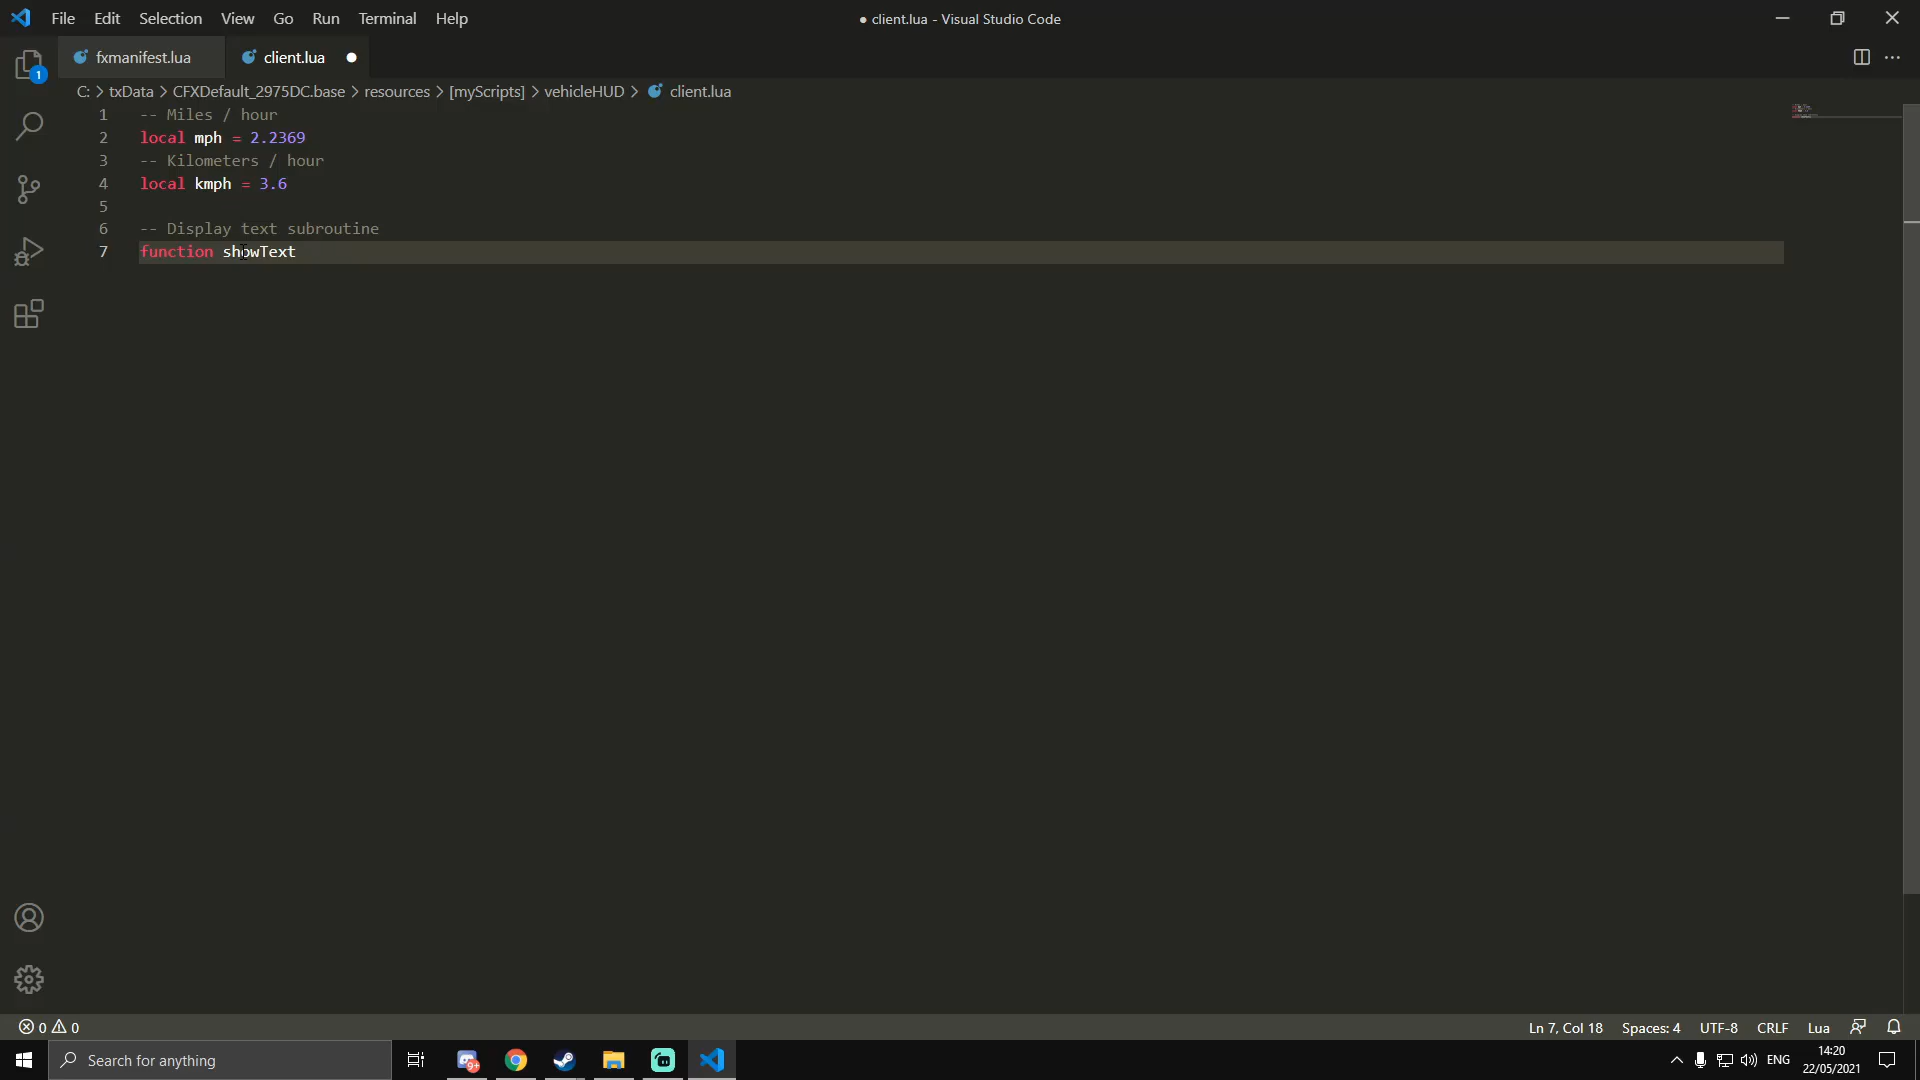 File Edit Selection View Go Run Terminal Help
● client.lua - Visual Studio Code
fxmanifest.lua
client.lua ●
1
C: > txData > CFXDefault_2975DC.base > resources > [myScripts] > vehicleHUD > client.lua
1 -- Miles / hour
2 local mph = 2.2369
3 -- Kilometers / hour
4 local kmph = 3.6
5
6 -- Display text subroutine
7 function showText
0 0
Ln 7, Col 18 Spaces: 4 UTF-8 CRLF Lua
Search for anything
9+
ENG
14:20
22/05/2021